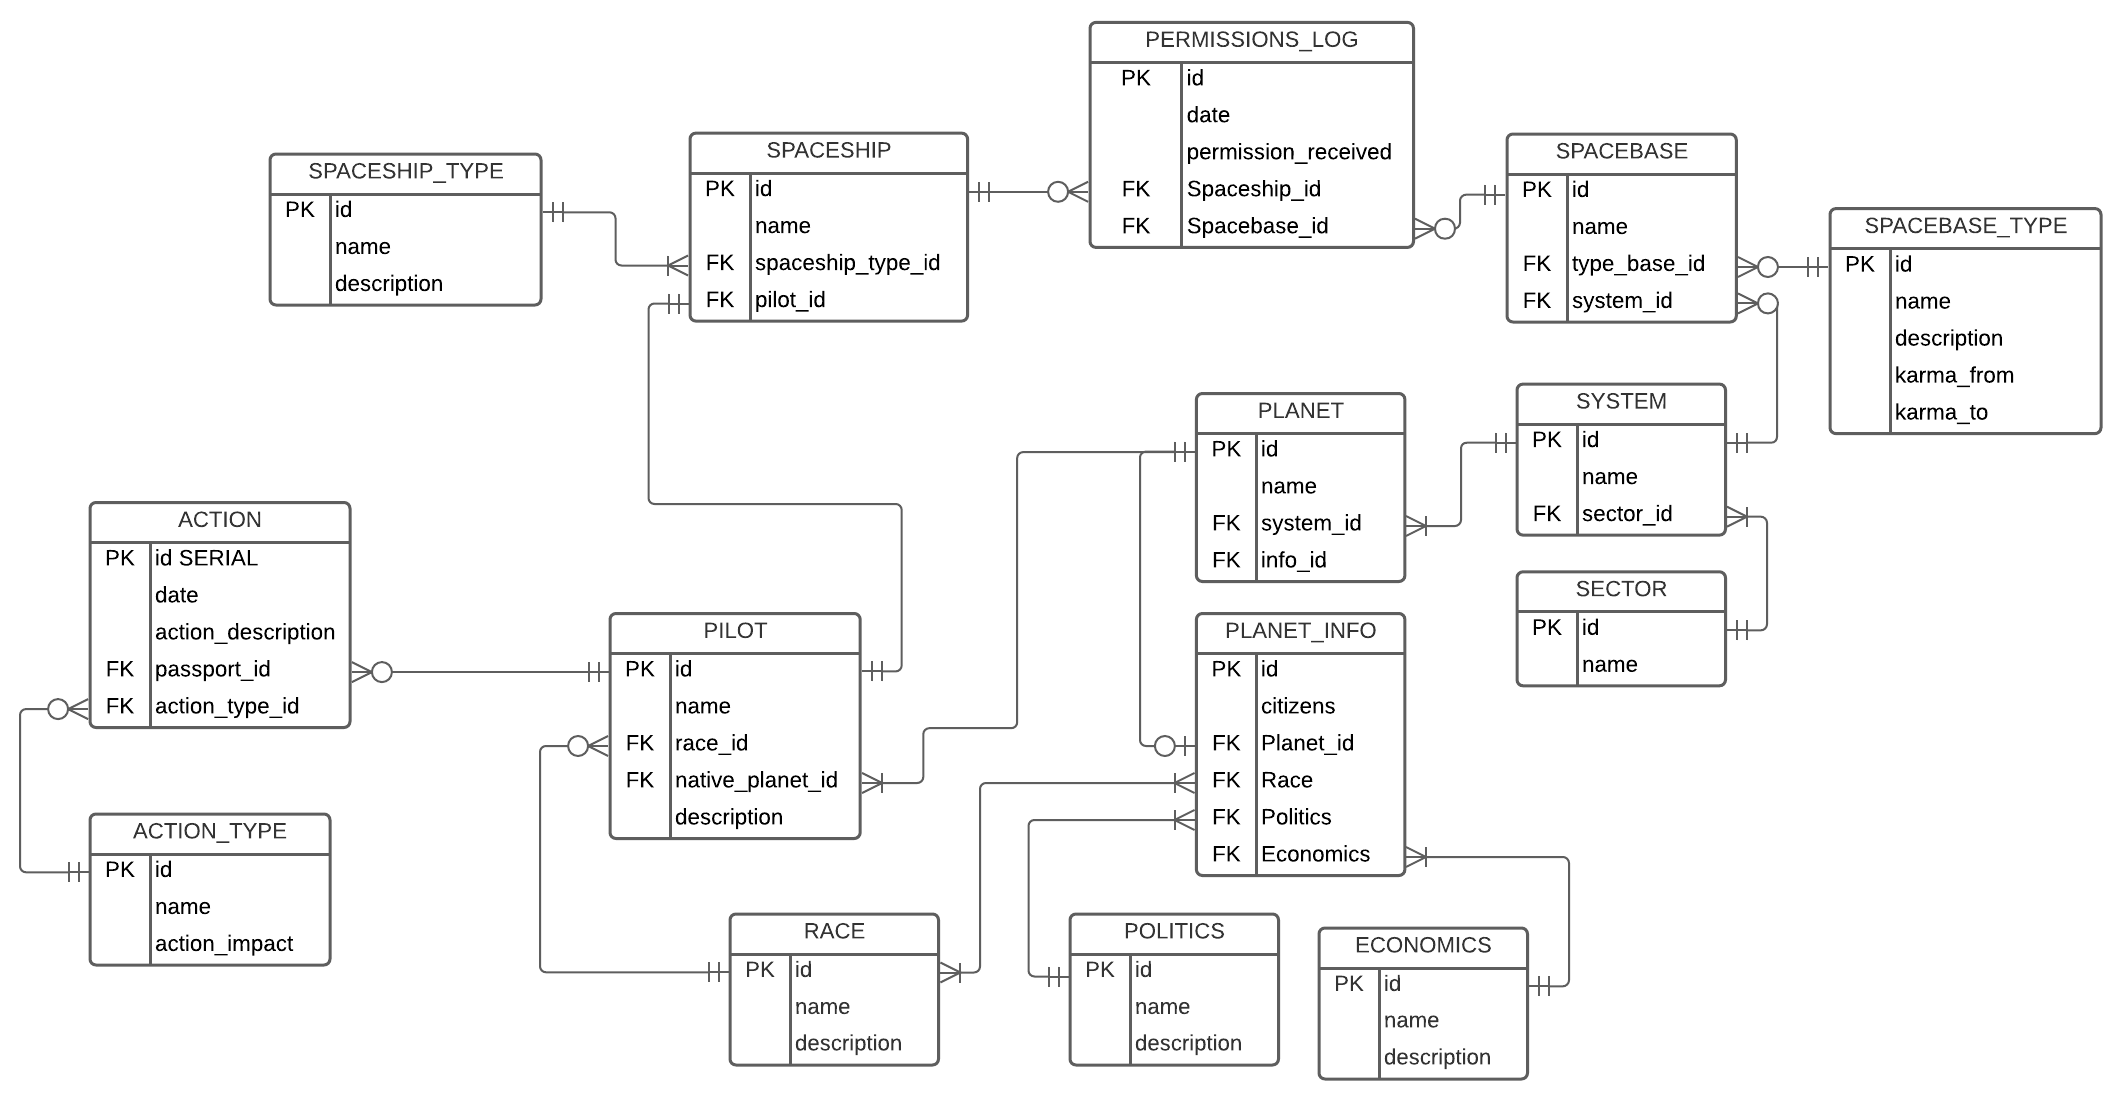 PERMISSIONS_LOG
PK id
date
permission_received
FK Spaceship_id
FK Spacebase_id
SPACESHIP
PK id
name
FK spaceship_type_id
FK pilot_id
SPACEBASE
PK id
name
FK type_base_id
FK system_id
SPACESHIP_TYPE
PK id
name
description
SPACEBASE_TYPE
PK id
name
description
karma_from
karma_to
PLANET
PK id
name
FK system_id
FK info_id
SYSTEM
PK id
name
FK sector_id
ACTION
PK id SERIAL
date
action_description
FK passport_id
FK action_type_id
SECTOR
PK id
name
PILOT
PK id
name
FK race_id
FK native_planet_id
description
PLANET_INFO
PK id
citizens
FK Planet_id
FK Race
FK Politics
FK Economics
ACTION_TYPE
PK id
name
action_impact
RACE
PK id
name
description
POLITICS
PK id
name
description
ECONOMICS
PK id
name
description